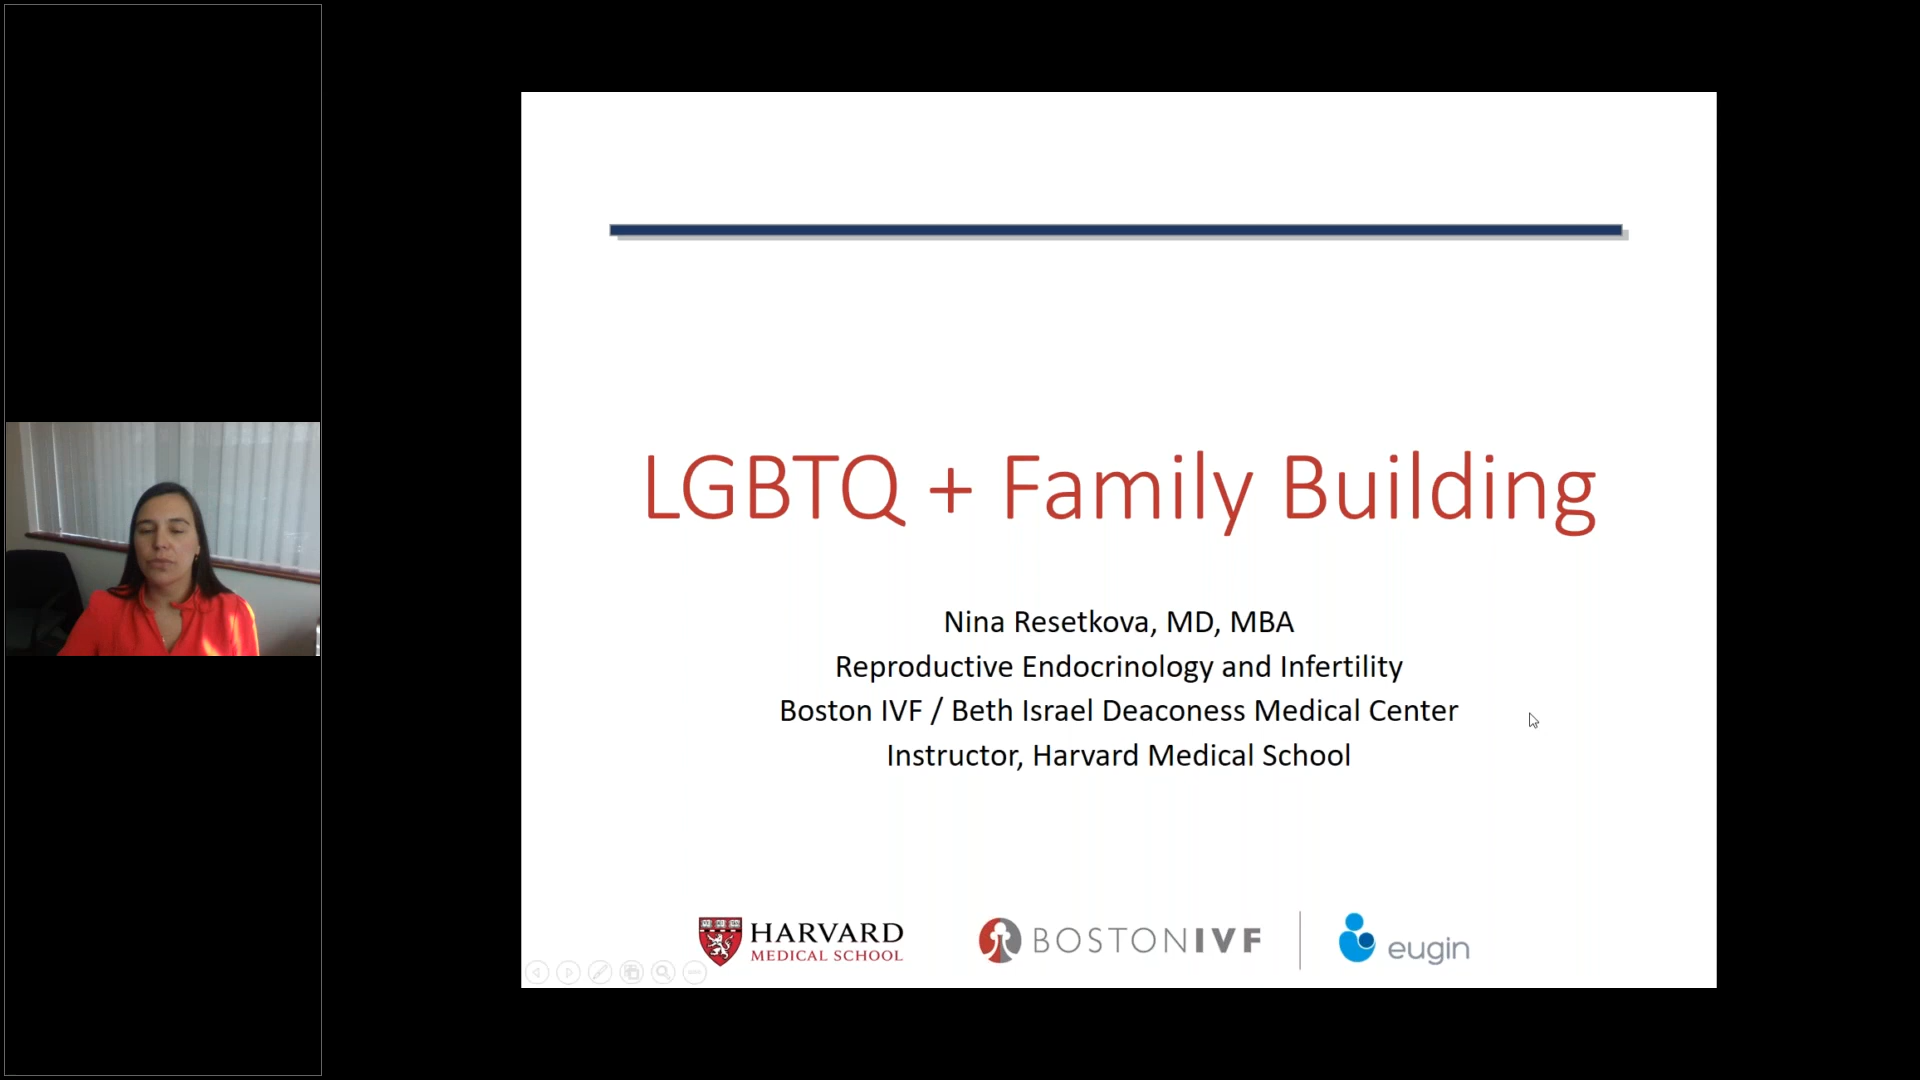 LGBTQ + Family Building
Nina Resetkova, MD, MBA
Reproductive Endocrinology and Infertility
Boston IVF / Beth Israel Deaconess Medical Center
Instructor, Harvard Medical School
HARVARD
MEDICAL SCHOOL
BOSTONIVF
eugin